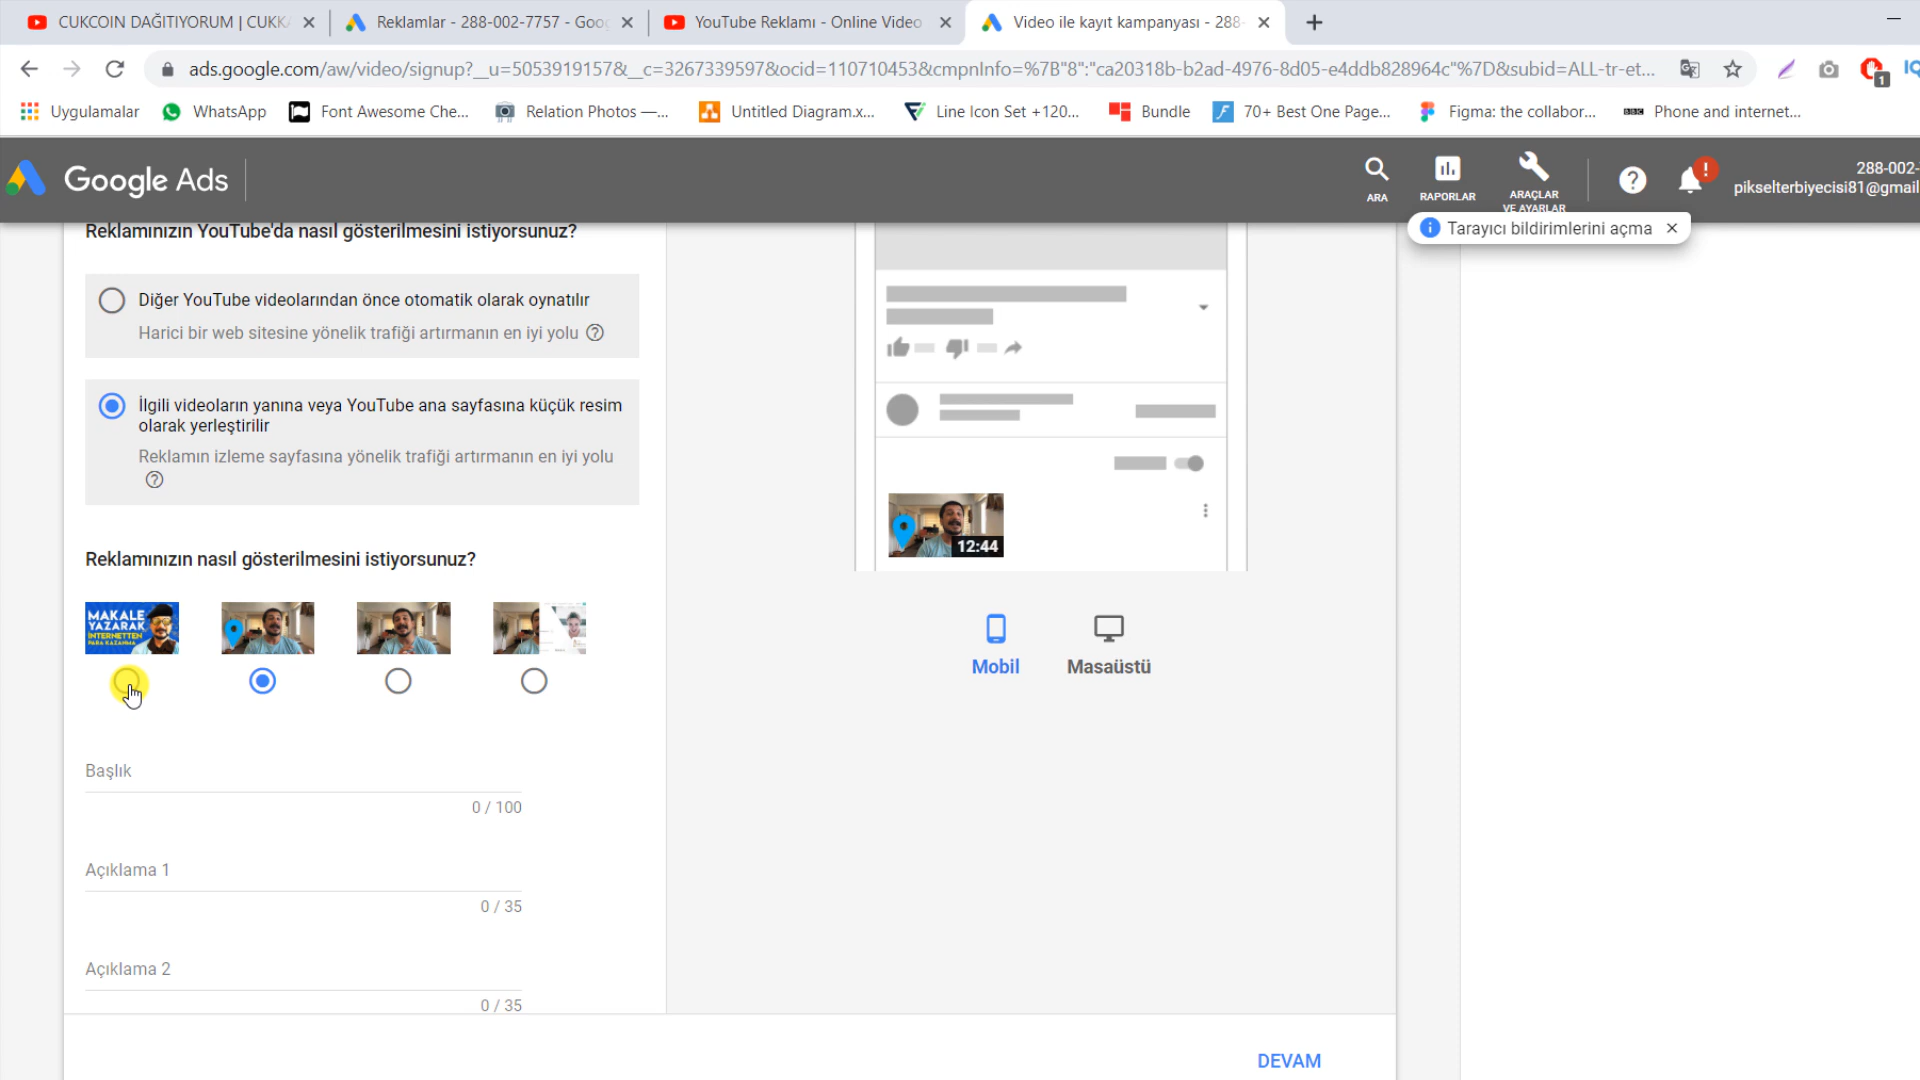 CUKCOIN DAĞITIYORUM | CUKK
Reklamlar - 288-002-7757 - Goog
YouTube Reklamı - Online Video
Video ile kayıt kampanyası - 288-
ads.google.com/aw/video/signup?__u=5053919157&__c=3267339597&ocid=110710453&cmpnInfo=%7B"8":"ca20318b-b2ad-4976-8d05-e4ddb828964c"%7D&subid=ALL-tr-et...
1
IQ
Uygulamalar
WhatsApp
Font Awesome Che...
Relation Photos —...
Untitled Diagram.x...
Line Icon Set +120...
Bundle
70+ Best One Page...
Figma: the collabor...
BBC
Phone and internet...
Google Ads
ARA
RAPORLAR
ARAÇLAR
VE AYARLAR
288-002-
pikselterbiyecisi81@gmail
Tarayıcı bildirimlerini açma
Reklamınızın YouTube'da nasıl gösterilmesini istiyorsunuz?
Diğer YouTube videolarından önce otomatik olarak oynatılır
Harici bir web sitesine yönelik trafiği artırmanın en iyi yolu
İlgili videoların yanına veya YouTube ana sayfasına küçük resim
olarak yerleştirilir
Reklamın izleme sayfasına yönelik trafiği artırmanın en iyi yolu
12:44
Reklamınızın nasıl gösterilmesini istiyorsunuz?
MAKALE
YAZARAK
İNTERNETTEN
PARA KAZANMA
Mobil
Masaüstü
Başlık
0 / 100
Açıklama 1
0 / 35
Açıklama 2
0 / 35
DEVAM